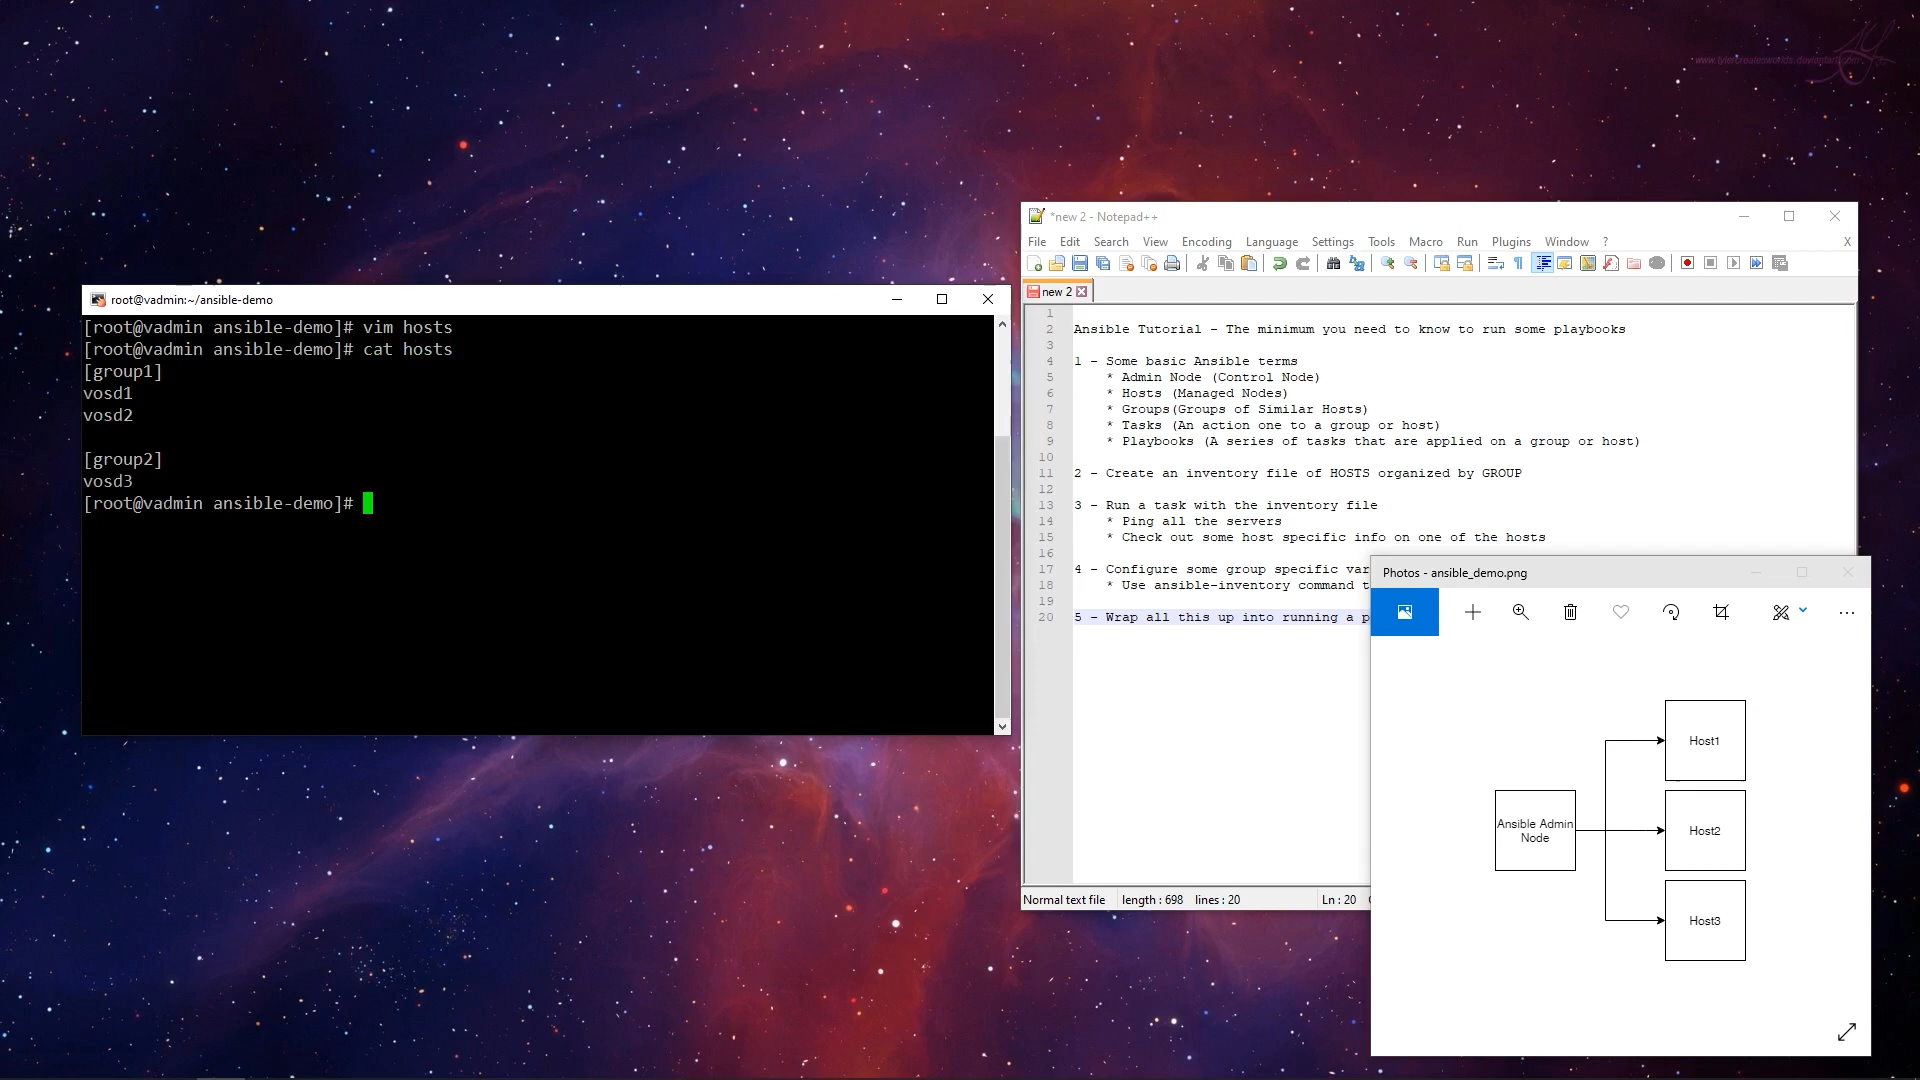 www.tylercreatesworlds.deviantart.com
root@vadmin:~/ansible-demo
[root@vadmin ansible-demo]# vim hosts
[root@vadmin ansible-demo]# cat hosts
[group1]
vosd1
vosd2
[group2]
vosd3
[root@vadmin ansible-demo]#
*new 2 - Notepad++
File Edit Search View Encoding Language Settings Tools Macro Run Plugins Window ? X
new 2
1
2 Ansible Tutorial - The minimum you need to know to run some playbooks
3
4 1 - Some basic Ansible terms
5 * Admin Node (Control Node)
6 * Hosts (Managed Nodes)
7 * Groups(Groups of Similar Hosts)
8 * Tasks (An action one to a group or host)
9 * Playbooks (A series of tasks that are applied on a group or host)
10
11 2 - Create an inventory file of HOSTS organized by GROUP
12
13 3 - Run a task with the inventory file
14 * Ping all the servers
15 * Check out some host specific info on one of the hosts
16
17 4 - Configure some group specific var
18 * Use ansible-inventory command t
19
20 5 - Wrap all this up into running a p
Normal text file length : 698 lines : 20 Ln : 20
Photos - ansible_demo.png
Host1
Ansible Admin
Node
Host2
Host3